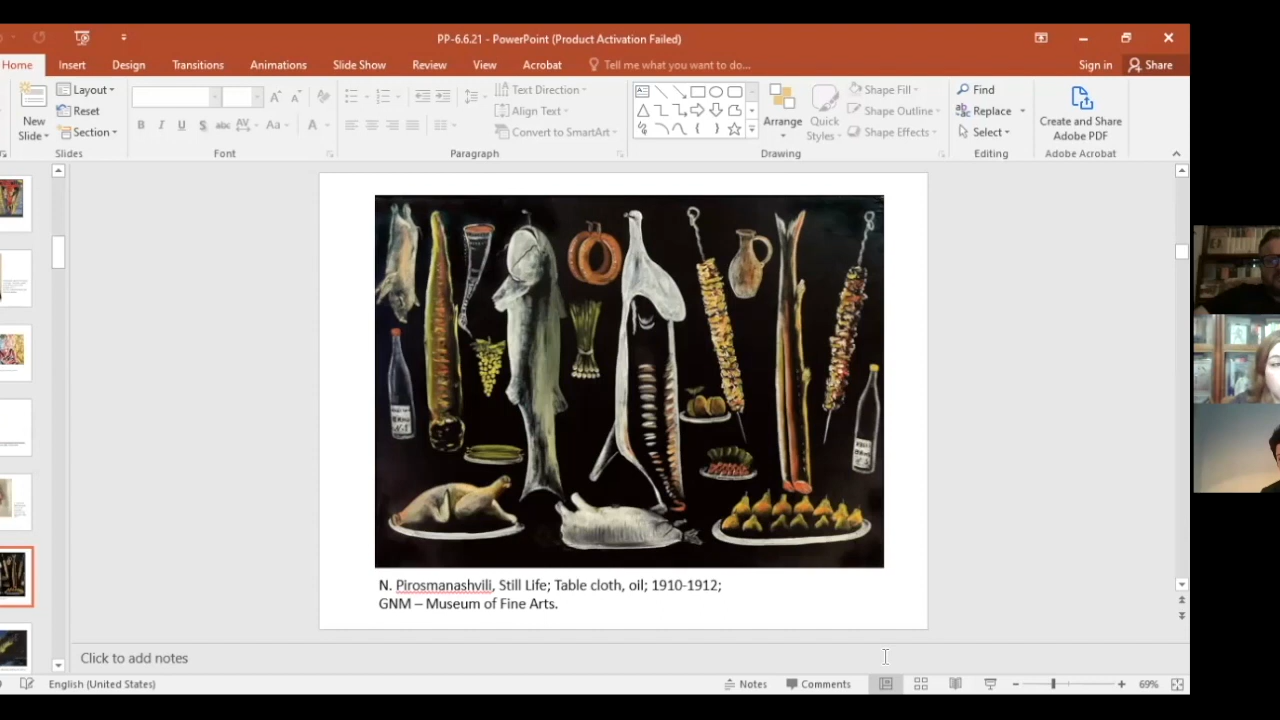 PP-6.6.21 - PowerPoint (Product Activation Failed)
Home Insert Design Transitions Animations Slide Show Review View Acrobat Tell me what you want to do... Sign in Share
New Slide
Layout
Reset
Section
Slides
B I U S abc AV Aa A
Font
Text Direction
Align Text
Convert to SmartArt
Paragraph
Arrange
Quick Styles
Shape Fill
Shape Outline
Shape Effects
Drawing
Find
Replace
Select
Editing
Create and Share
Adobe PDF
Adobe Acrobat
N. Pirosmanashvili, Still Life; Table cloth, oil; 1910-1912;
GNM – Museum of Fine Arts.
Click to add notes
English (United States) Notes Comments 69%